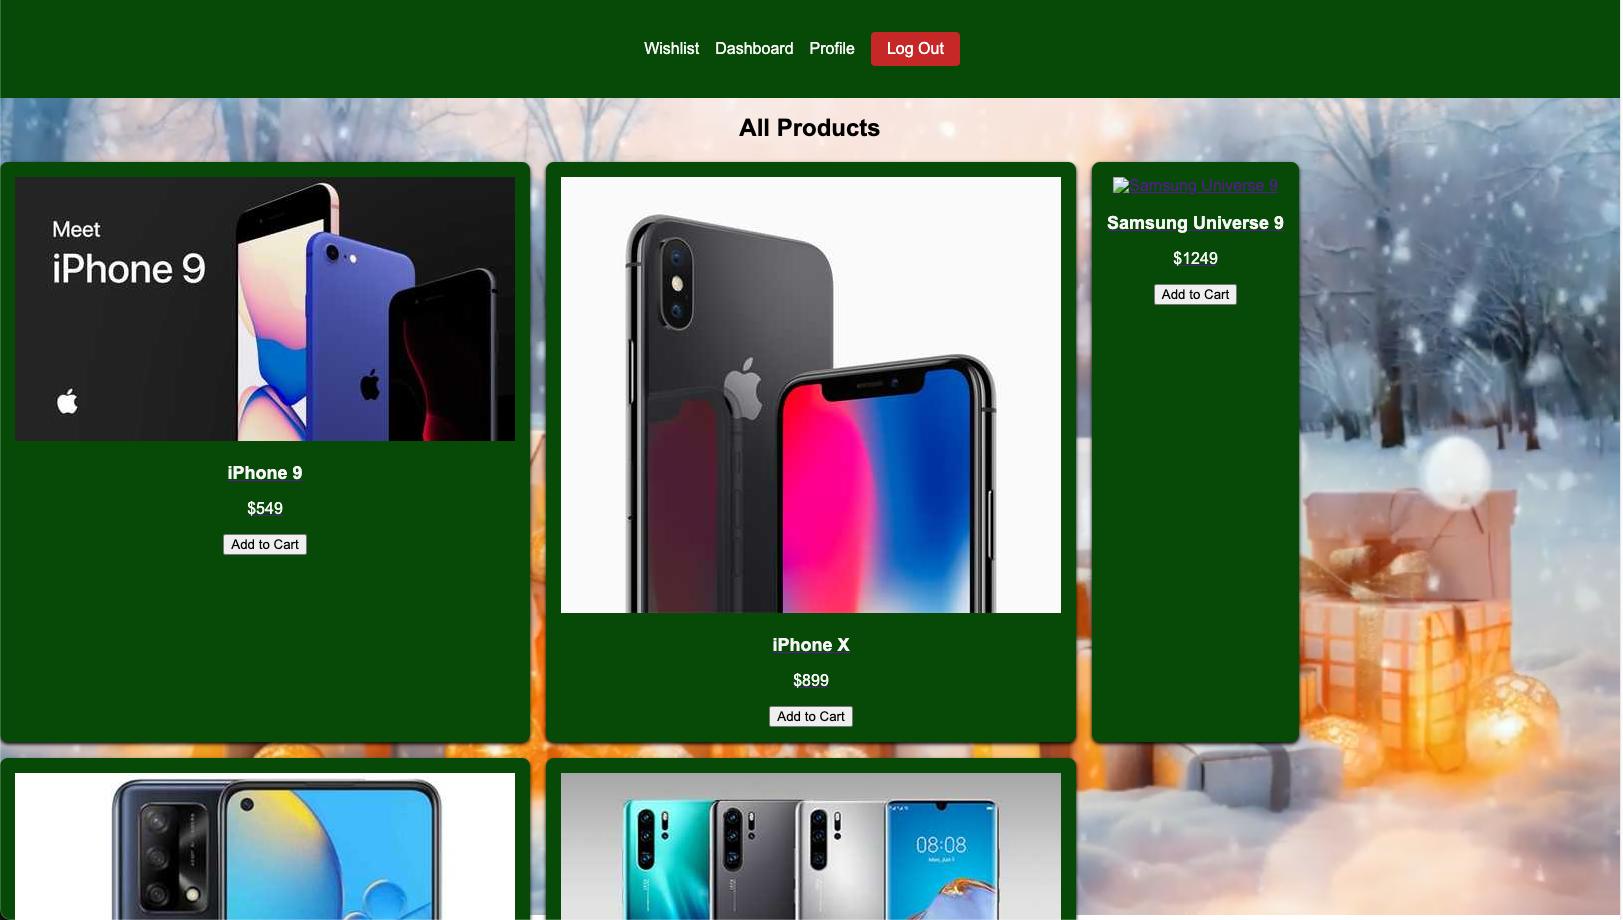 Wishlist Dashboard Profile Log Out
All Products
Meet
iPhone 9
iPhone 9
$549
Add to Cart
iPhone X
$899
Add to Cart
Samsung Universe 9
Samsung Universe 9
$1249
Add to Cart
08:08